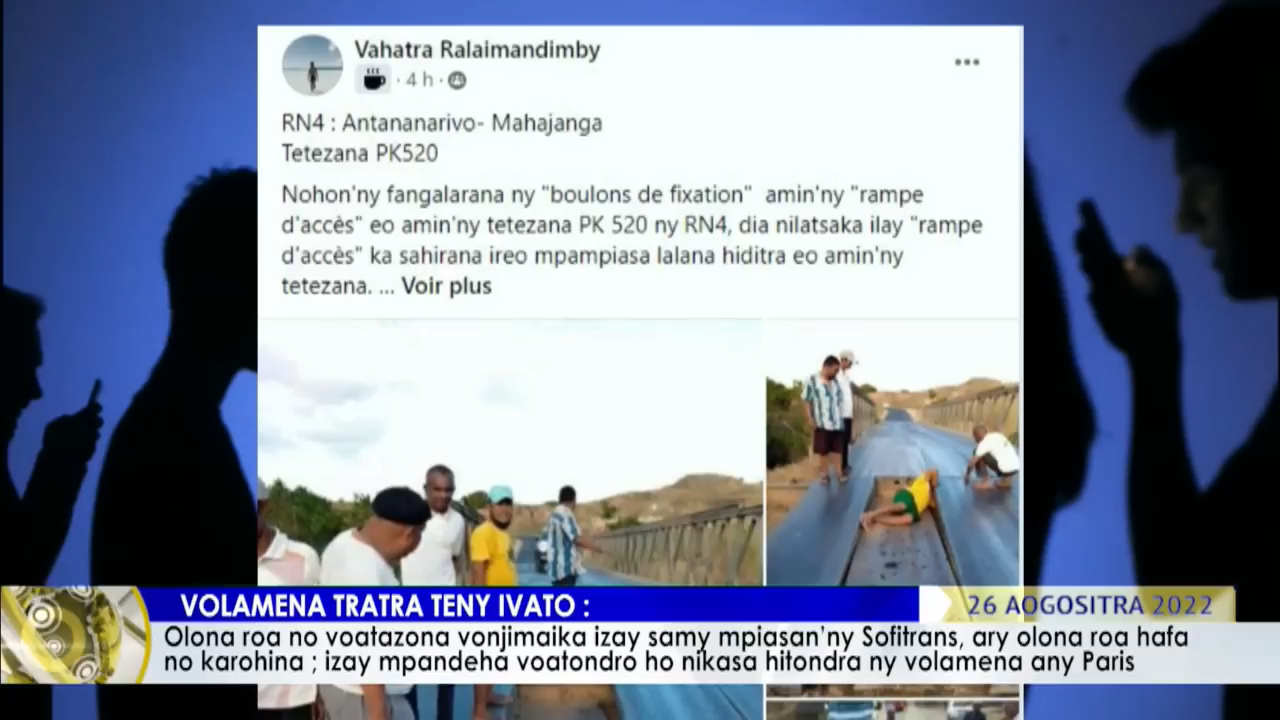 Vahatra Ralaimandimby
· 4 h ·
RN4 : Antananarivo- Mahajanga
Tetezana PK520
Nohon'ny fangalarana ny "boulons de fixation" amin'ny "rampe
d'accès" eo amin'ny tetezana PK 520 ny RN4, dia nilatsaka ilay "rampe
d'accès" ka sahirana ireo mpampiasa lalana hiditra eo amin'ny
tetezana. ... Voir plus
VOLAMENA TRATRA TENY IVATO :
26 AOGOSITRA 2022
Olona roa no voatazona vonjimaika izay samy mpiasan'ny Sofitrans, ary olona roa hafa
no karohina ; izay mpandeha voatondro ho nikasa hitondra ny volamena any Paris